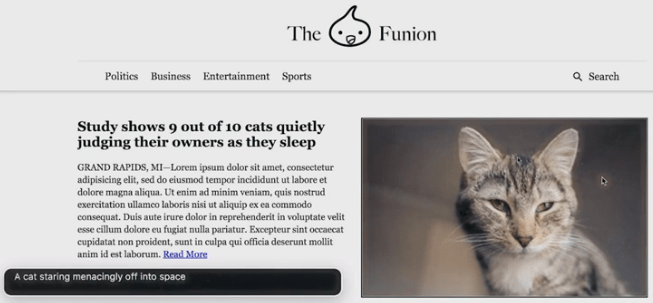 The Funion
Politics Business Entertainment Sports Search
Study shows 9 out of 10 cats quietly
judging their owners as they sleep
GRAND RAPIDS, MI—Lorem ipsum dolor sit amet, consectetur
adipisicing elit, sed do eiusmod tempor incididunt ut labore et
dolore magna aliqua. Ut enim ad minim veniam, quis nostrud
exercitation ullamco laboris nisi ut aliquip ex ea commodo
consequat. Duis aute irure dolor in reprehenderit in voluptate velit
esse cillum dolore eu fugiat nulla pariatur. Excepteur sint occaecat
cupidatat non proident, sunt in culpa qui officia deserunt mollit
anim id est laborum. Read More
A cat staring menacingly off into space